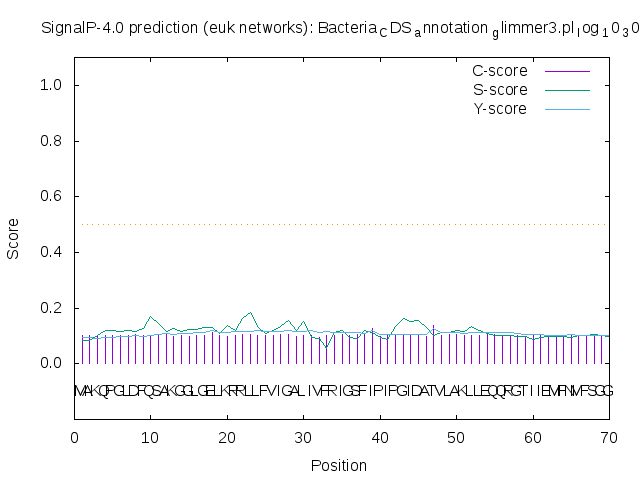 SignalP-4.0 prediction (euk networks): Bacteria_CDS_annotation_glimmer3.pl_log_1_0_30
C-score
S-score
Y-score
1.0
0.8
0.6
0.4
0.2
0.0
Score
MAKQPGLDFQSAKGGLGELKRRLLFVIGALIVFRIGSFIPIPGIDATVLAKLLEQQRGTIIEMFNMFSGG
0 10 20 30 40 50 60 70
Position